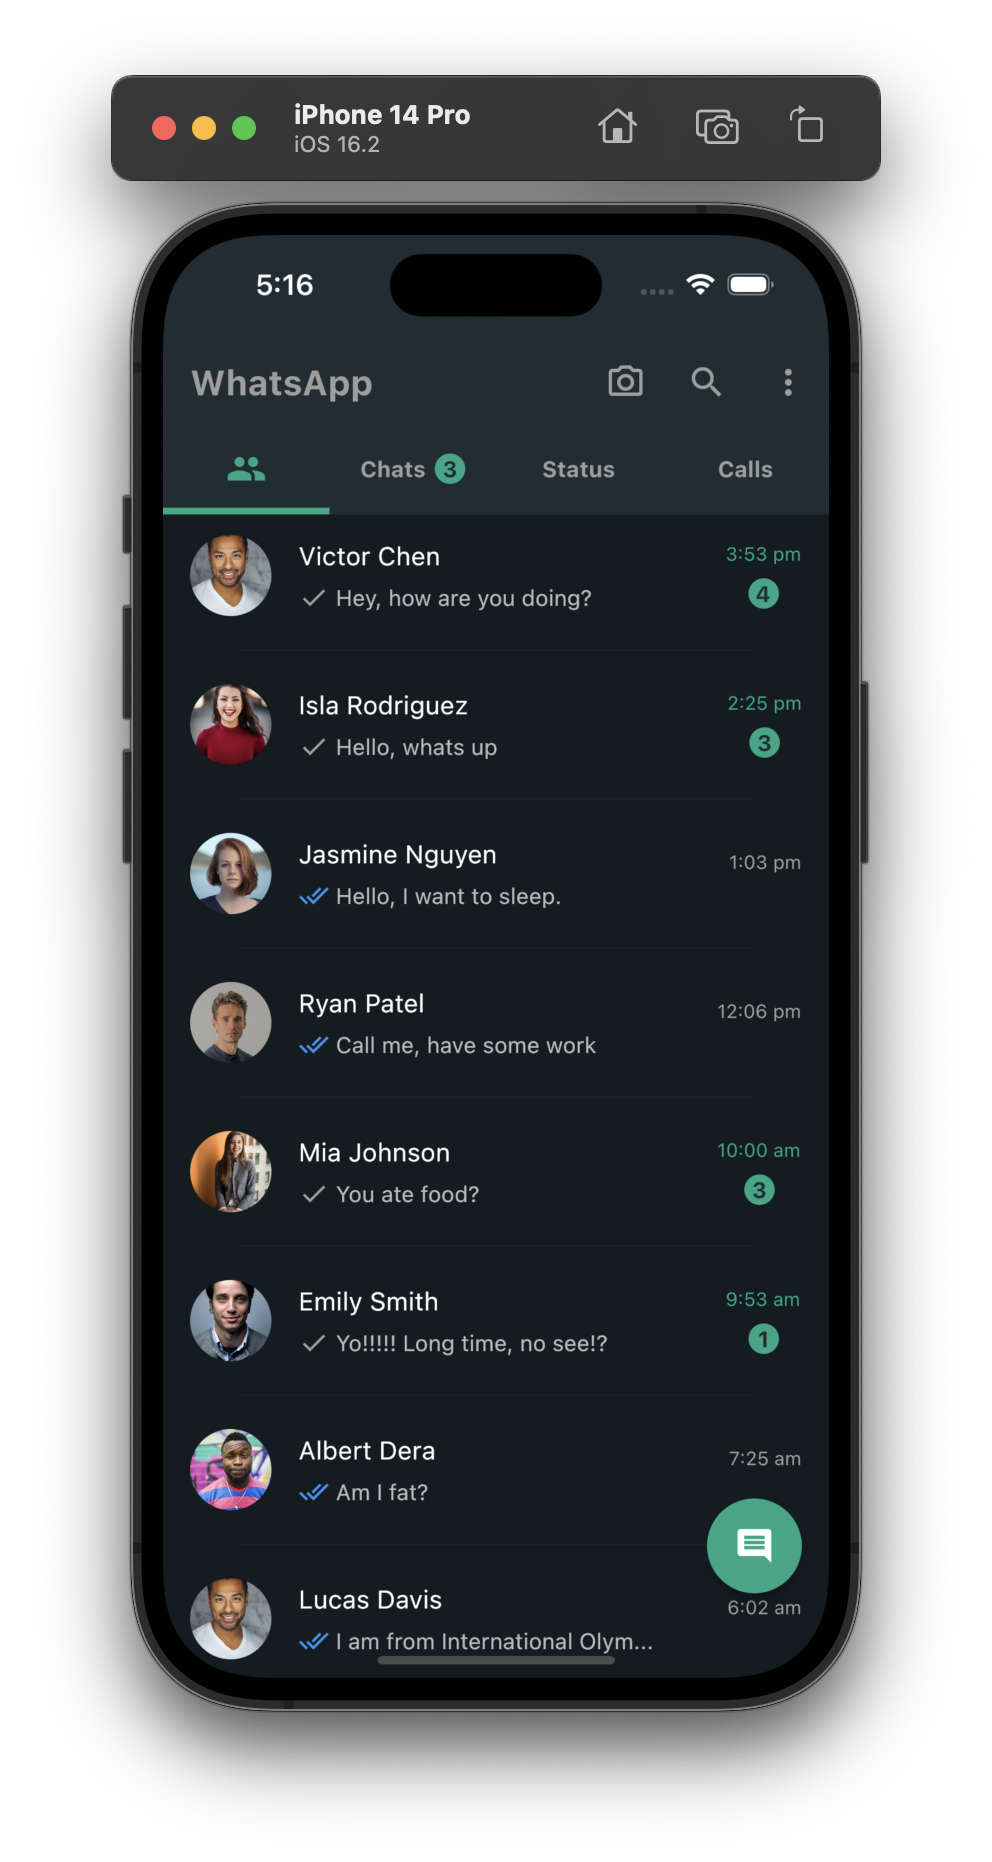 iPhone 14 Pro
iOS 16.2
5:16
WhatsApp
Chats 3 Status Calls
Victor Chen 3:53 pm
Hey, how are you doing? 4
Isla Rodriguez 2:25 pm
Hello, whats up 3
Jasmine Nguyen 1:03 pm
Hello, I want to sleep.
Ryan Patel 12:06 pm
Call me, have some work
Mia Johnson 10:00 am
You ate food? 3
Emily Smith 9:53 am
Yo!!!!! Long time, no see!? 1
Albert Dera 7:25 am
Am I fat?
Lucas Davis 6:02 am
I am from International Olym...